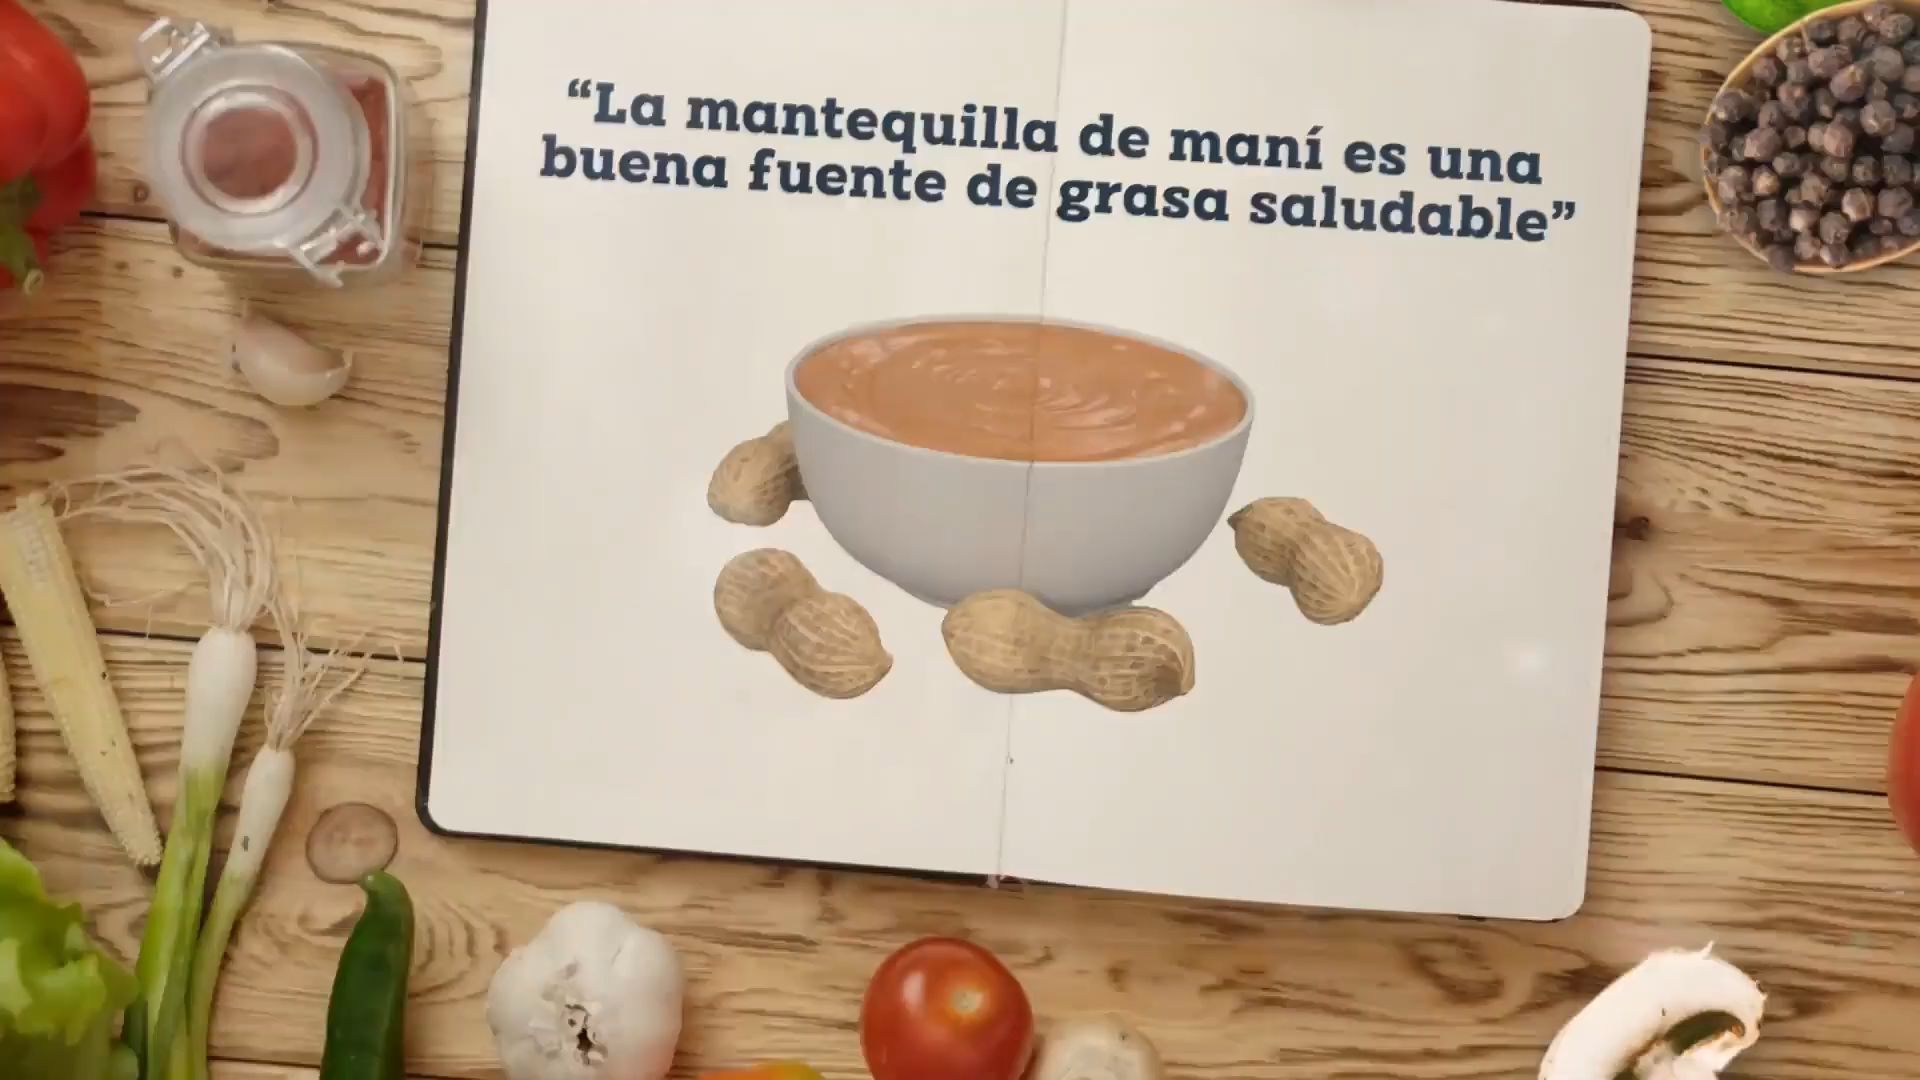 “La mantequilla de maní es una
buena fuente de grasa saludable”